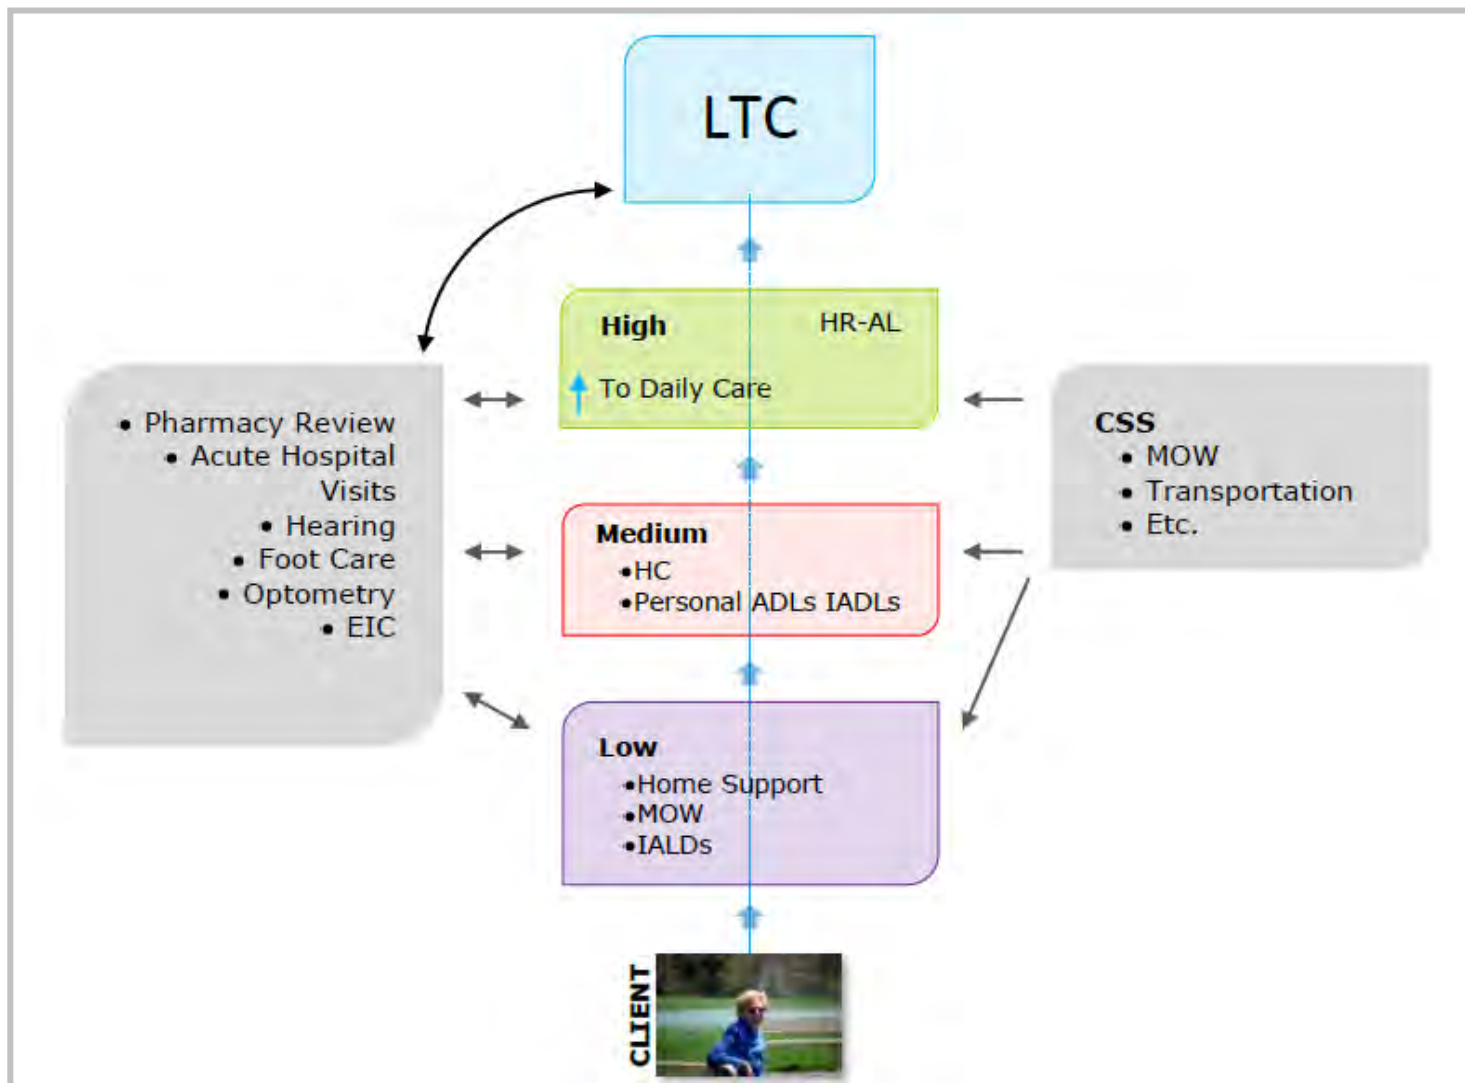 LTC
High
HR-AL
To Daily Care
• Pharmacy Review
• Acute Hospital
Visits
• Hearing
• Foot Care
• Optometry
• EIC
CSS
• MOW
• Transportation
• Etc.
Medium
•HC
•Personal ADLs IADLs
Low
•Home Support
•MOW
•IALDs
CLIENT